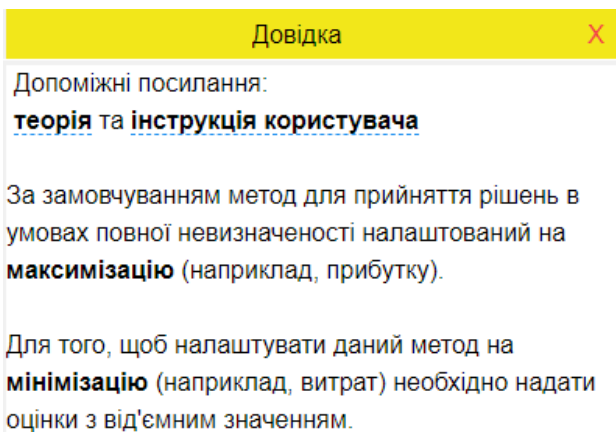 Довідка X
Допоміжні посилання:
теорія та інструкція користувача
За замовчуванням метод для прийняття рішень в
умовах повної невизначеності налаштований на
максимізацію (наприклад, прибутку).
Для того, щоб налаштувати даний метод на
мінімізацію (наприклад, витрат) необхідно надати
оцінки з від'ємним значенням.